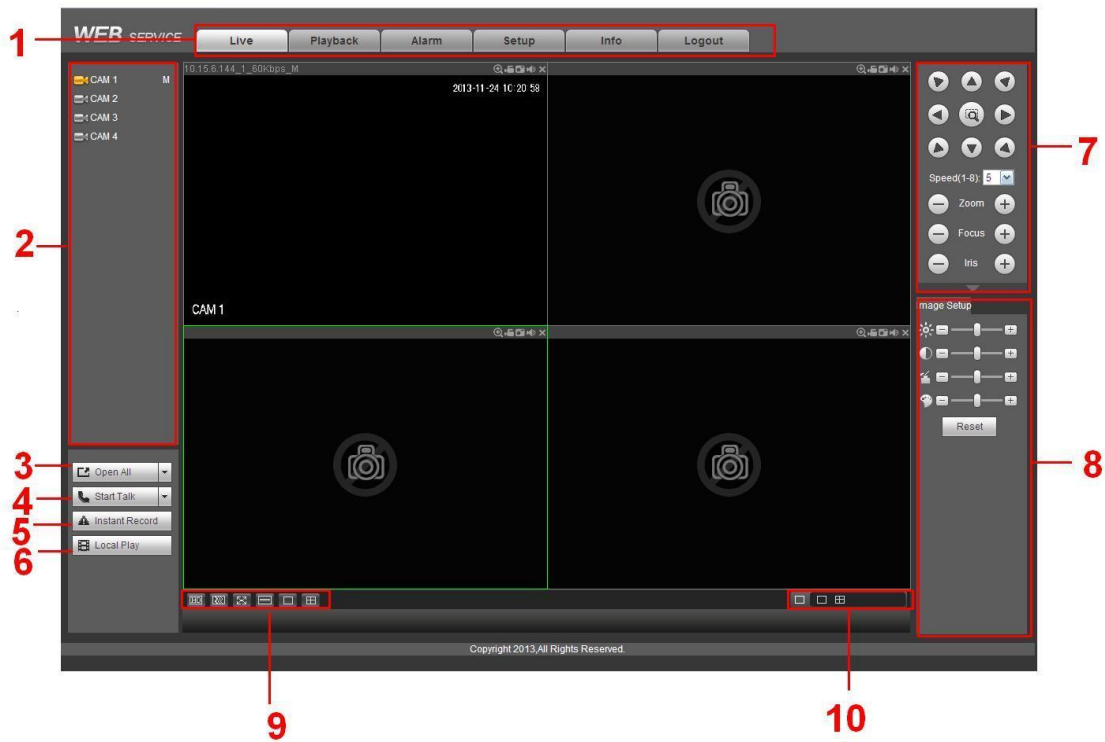 1
WEB SERVICE
Live
Playback
Alarm
Setup
Info
Logout
CAM 1 M
CAM 2
CAM 3
CAM 4
2
10.15.6.144_1_60Kbps_M
2013-11-24 10:20:58
CAM 1
Speed(1-8): 5
Zoom
Focus
Iris
7
mage Setup
Reset
8
3
Open All
4
Start Talk
5
Instant Record
6
Local Play
Copyright 2013,All Rights Reserved.
9
10